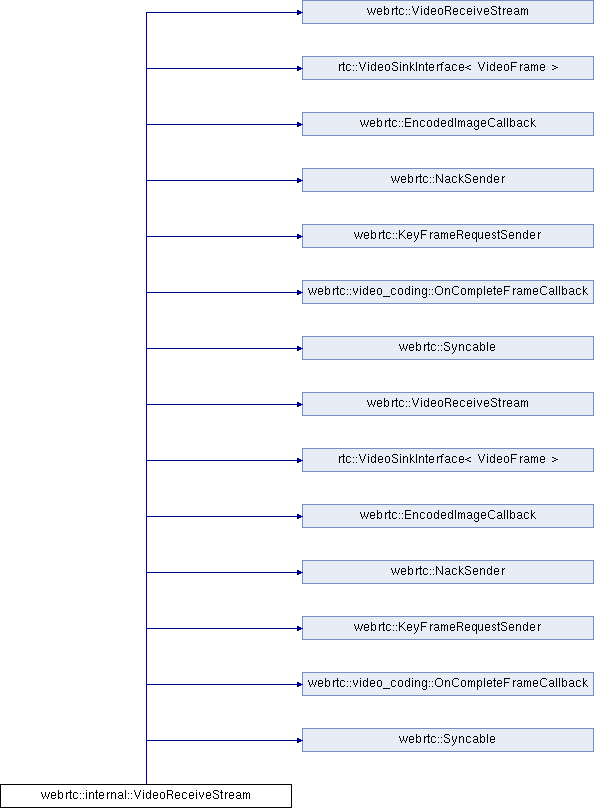 webrtc::VideoReceiveStream
rtc::VideoSinkInterface< VideoFrame >
webrtc::EncodedImageCallback
webrtc::NackSender
webrtc::KeyFrameRequestSender
webrtc::video_coding::OnCompleteFrameCallback
webrtc::Syncable
webrtc::VideoReceiveStream
rtc::VideoSinkInterface< VideoFrame >
webrtc::EncodedImageCallback
webrtc::NackSender
webrtc::KeyFrameRequestSender
webrtc::video_coding::OnCompleteFrameCallback
webrtc::Syncable
webrtc::internal::VideoReceiveStream